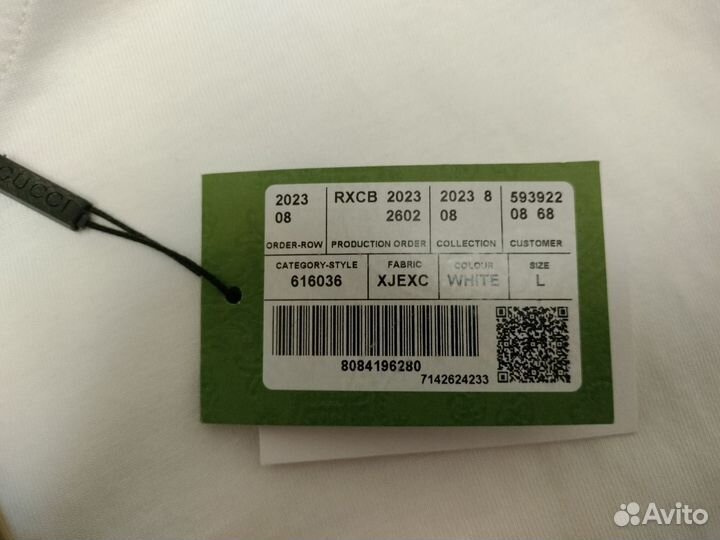 GUCCI
2023
08
ORDER-ROW
RXCB 2023
2602
PRODUCTION ORDER
2023 8
08
COLLECTION
593922
08 68
CUSTOMER
CATEGORY-STYLE
616036
FABRIC
XJEXC
COLOUR
WHITE
SIZE
L
8084196280
7142624233
Avito